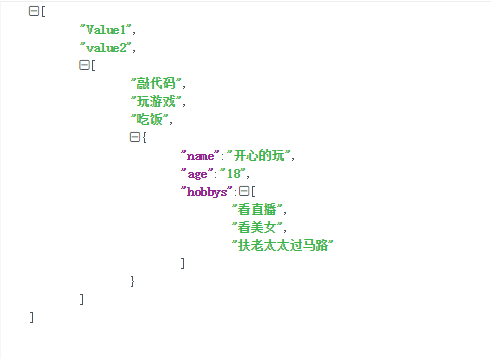 [
"Value1",
"value2",
[
"敲代码",
"玩游戏",
"吃饭",
{
"name":"开心的玩",
"age":"18",
"hobbys":[
"看直播",
"看美女",
"扶老太太过马路"
]
}
]
]